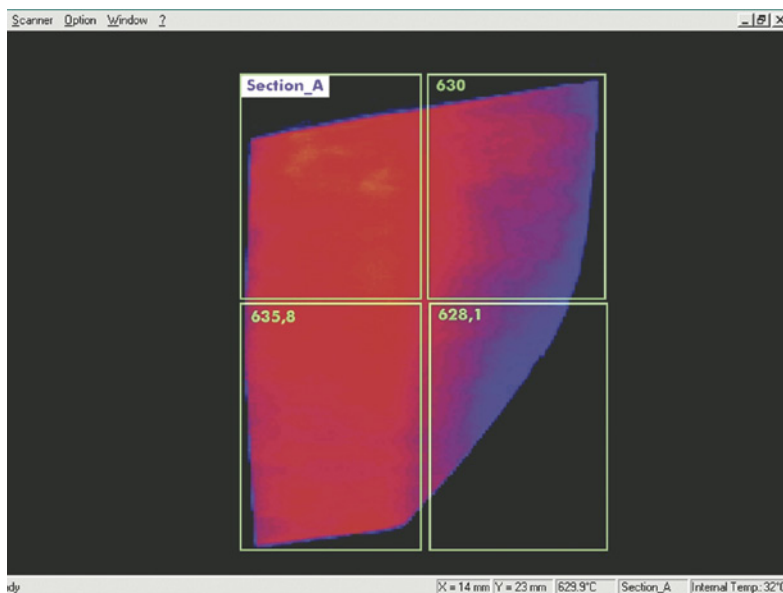 Scanner Option Window ?
Section_A
630
635,8
628,1
dy X = 14 mm Y = 23 mm 629.9°C Section_A Internal Temp.: 32°C